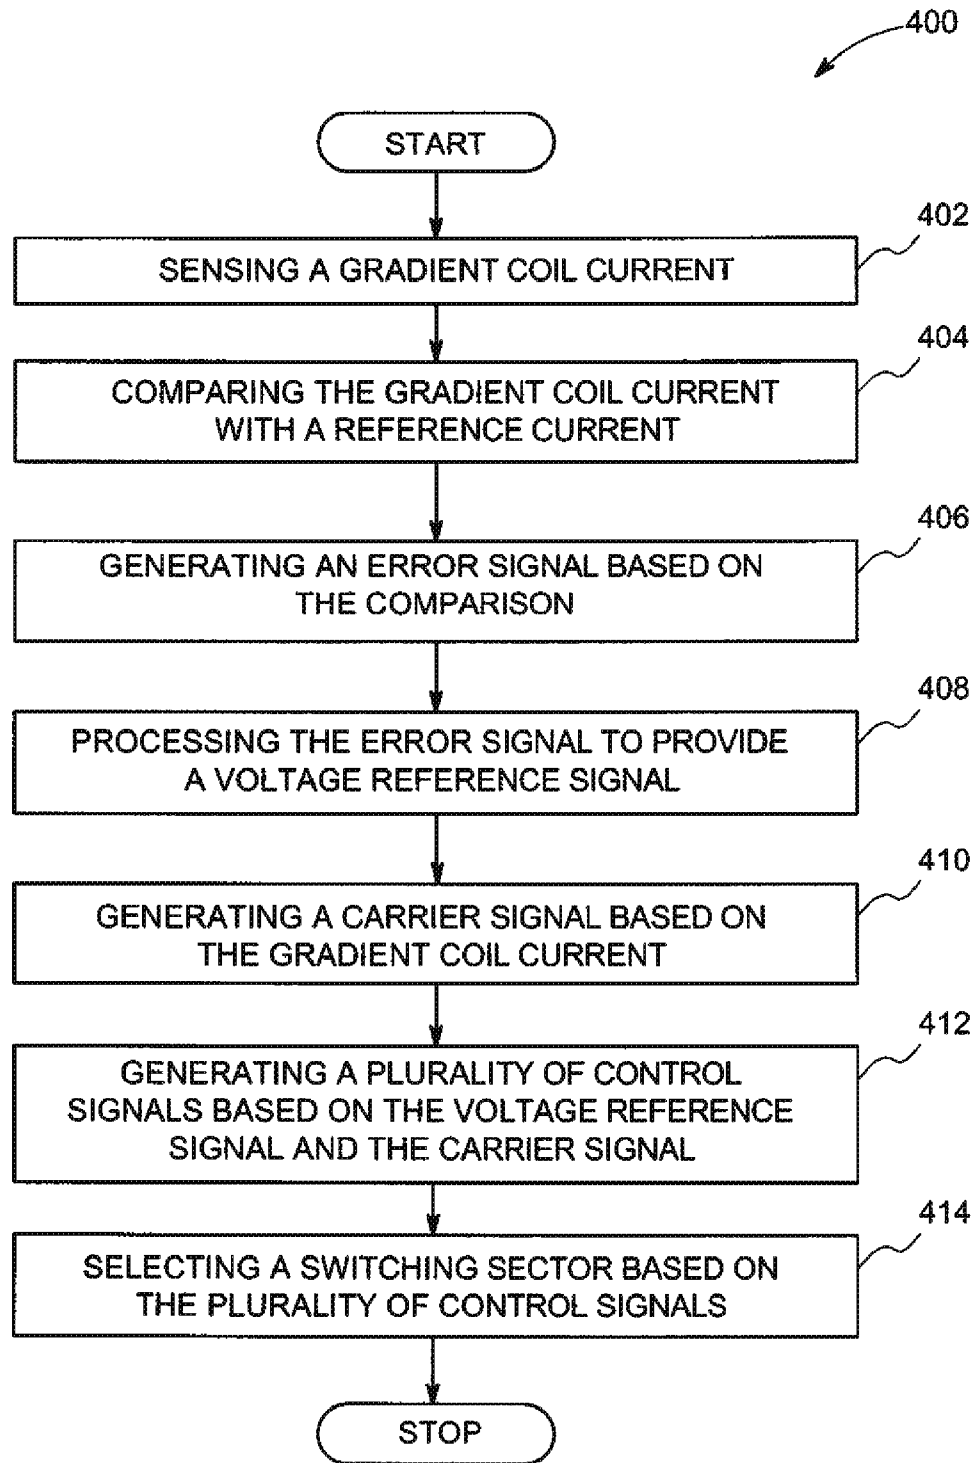 400
START
402
SENSING A GRADIENT COIL CURRENT
404
COMPARING THE GRADIENT COIL CURRENT
WITH A REFERENCE CURRENT
406
GENERATING AN ERROR SIGNAL BASED ON
THE COMPARISON
408
PROCESSING THE ERROR SIGNAL TO PROVIDE
A VOLTAGE REFERENCE SIGNAL
410
GENERATING A CARRIER SIGNAL BASED ON
THE GRADIENT COIL CURRENT
412
GENERATING A PLURALITY OF CONTROL
SIGNALS BASED ON THE VOLTAGE REFERENCE
SIGNAL AND THE CARRIER SIGNAL
414
SELECTING A SWITCHING SECTOR BASED ON
THE PLURALITY OF CONTROL SIGNALS
STOP